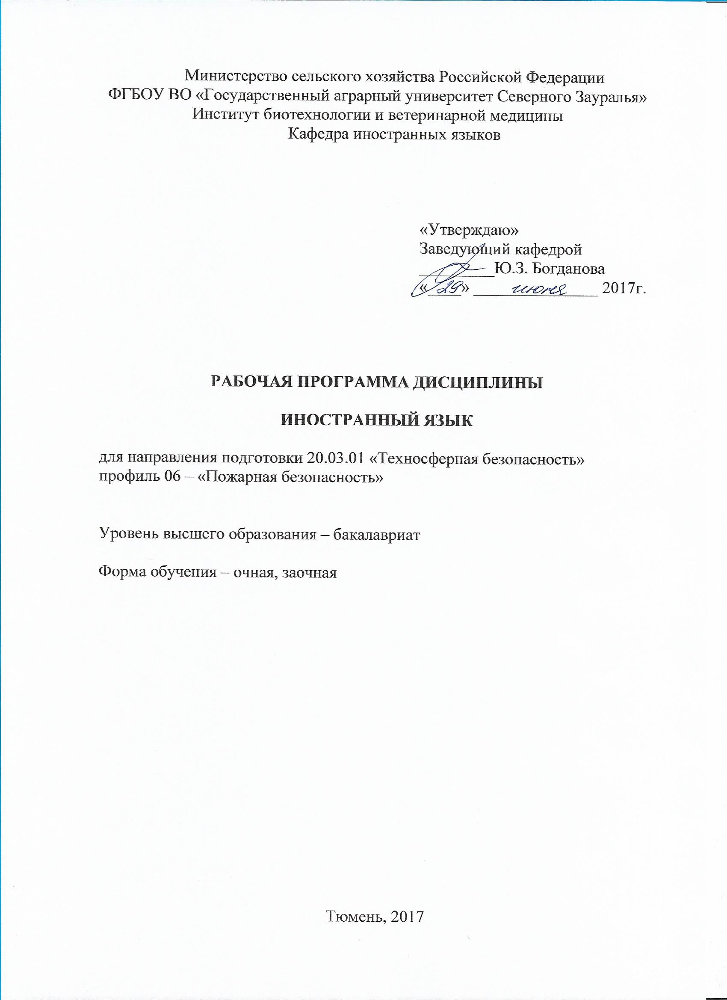 Министерство сельского хозяйства Российской Федерации
ФГБОУ ВО «Государственный аграрный университет Северного Зауралья»
Институт биотехнологии и ветеринарной медицины
Кафедра иностранных языков
«Утверждаю»
Заведующий кафедрой
__________Ю.З. Богданова
«29» июня 2017г.
РАБОЧАЯ ПРОГРАММА ДИСЦИПЛИНЫ
ИНОСТРАННЫЙ ЯЗЫК
для направления подготовки 20.03.01 «Техносферная безопасность»
профиль 06 – «Пожарная безопасность»
Уровень высшего образования – бакалавриат
Форма обучения – очная, заочная
Тюмень, 2017